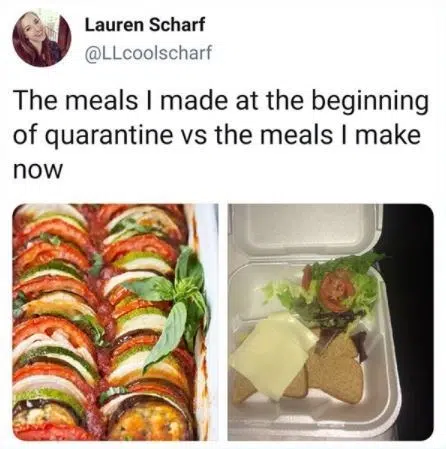 Lauren Scharf
@LLcoolscharf
The meals I made at the beginning
of quarantine vs the meals I make
now